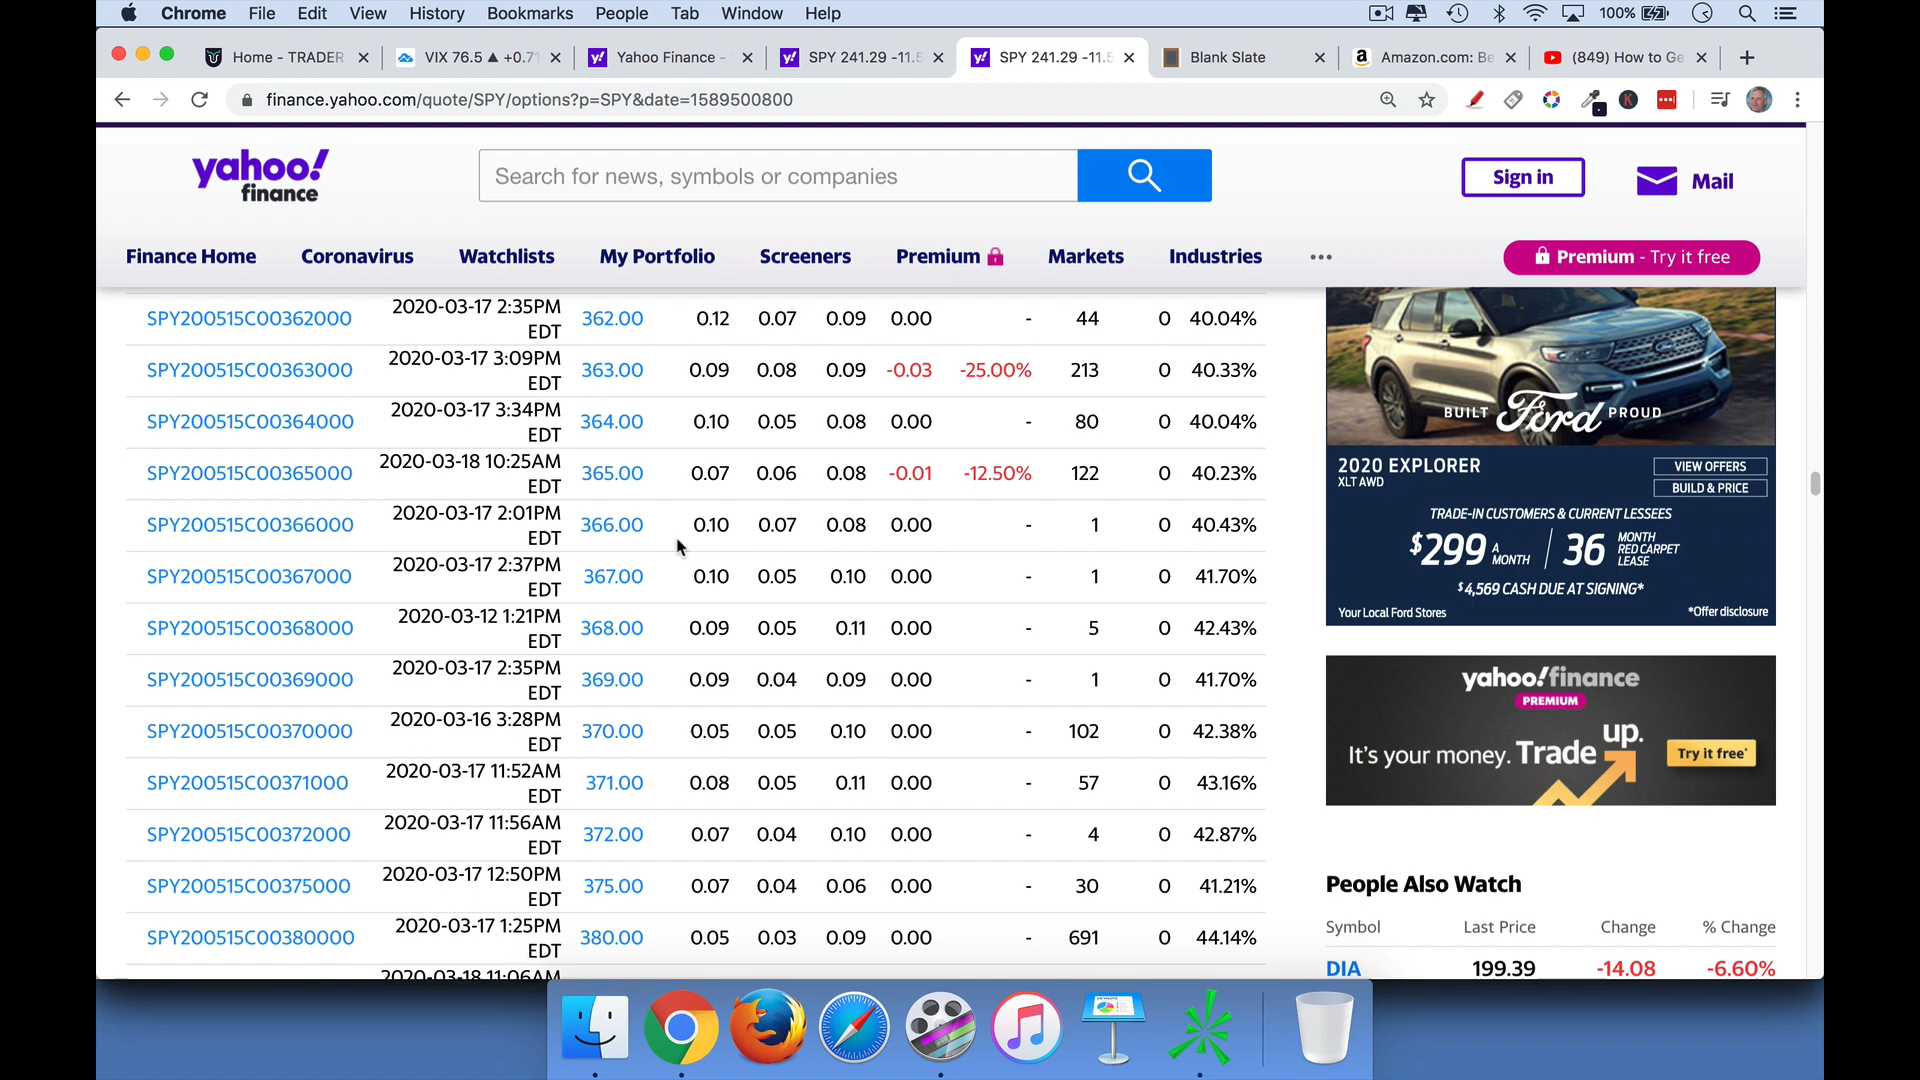 Chrome File Edit View History Bookmarks People Tab Window Help 100%
Home - TRADER VIX 76.5 ▲ +0.71 Yahoo Finance - SPY 241.29 -11.5 SPY 241.29 -11.5 Blank Slate Amazon.com: Be (849) How to Ge
finance.yahoo.com/quote/SPY/options?p=SPY&date=1589500800
yahoo!
finance
Search for news, symbols or companies
Sign in
Mail
Finance Home Coronavirus Watchlists My Portfolio Screeners Premium Markets Industries ••• Premium - Try it free
SPY200515C00362000 2020-03-17 2:35PM EDT 362.00 0.12 0.07 0.09 0.00 - 44 0 40.04%
SPY200515C00363000 2020-03-17 3:09PM EDT 363.00 0.09 0.08 0.09 -0.03 -25.00% 213 0 40.33%
SPY200515C00364000 2020-03-17 3:34PM EDT 364.00 0.10 0.05 0.08 0.00 - 80 0 40.04%
SPY200515C00365000 2020-03-18 10:25AM EDT 365.00 0.07 0.06 0.08 -0.01 -12.50% 122 0 40.23%
SPY200515C00366000 2020-03-17 2:01PM EDT 366.00 0.10 0.07 0.08 0.00 - 1 0 40.43%
SPY200515C00367000 2020-03-17 2:37PM EDT 367.00 0.10 0.05 0.10 0.00 - 1 0 41.70%
SPY200515C00368000 2020-03-12 1:21PM EDT 368.00 0.09 0.05 0.11 0.00 - 5 0 42.43%
SPY200515C00369000 2020-03-17 2:35PM EDT 369.00 0.09 0.04 0.09 0.00 - 1 0 41.70%
SPY200515C00370000 2020-03-16 3:28PM EDT 370.00 0.05 0.05 0.10 0.00 - 102 0 42.38%
SPY200515C00371000 2020-03-17 11:52AM EDT 371.00 0.08 0.05 0.11 0.00 - 57 0 43.16%
SPY200515C00372000 2020-03-17 11:56AM EDT 372.00 0.07 0.04 0.10 0.00 - 4 0 42.87%
SPY200515C00375000 2020-03-17 12:50PM EDT 375.00 0.07 0.04 0.06 0.00 - 30 0 41.21%
SPY200515C00380000 2020-03-17 1:25PM EDT 380.00 0.05 0.03 0.09 0.00 - 691 0 44.14%
2020-03-18 11:06AM
BUILT Ford PROUD
2020 EXPLORER
XLT AWD
VIEW OFFERS
BUILD & PRICE
TRADE-IN CUSTOMERS & CURRENT LESSEES
$299 A MONTH 36 MONTH RED CARPET LEASE
$4,569 CASH DUE AT SIGNING*
Your Local Ford Stores *Offer disclosure
yahoo!finance
PREMIUM
It's your money. Trade up.
Try it free*
People Also Watch
Symbol Last Price Change % Change
DIA 199.39 -14.08 -6.60%